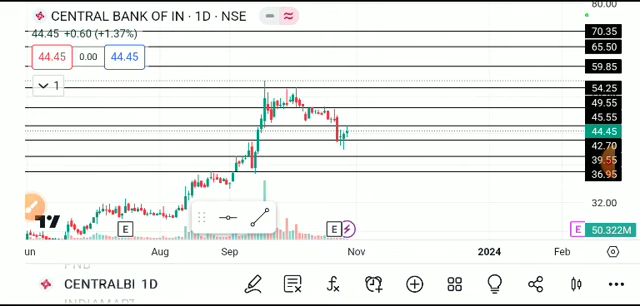 80.00
CENTRAL BANK OF IN · 1D · NSE
44.45 +0.60 (+1.37%)
44.45 0.00 44.45
1
70.35
65.50
59.85
54.25
49.55
45.55
44.45
42.70
39.55
36.95
32.00
50.322M
E E E
Aug Sep Nov 2024 Feb
CENTRALBI 1D